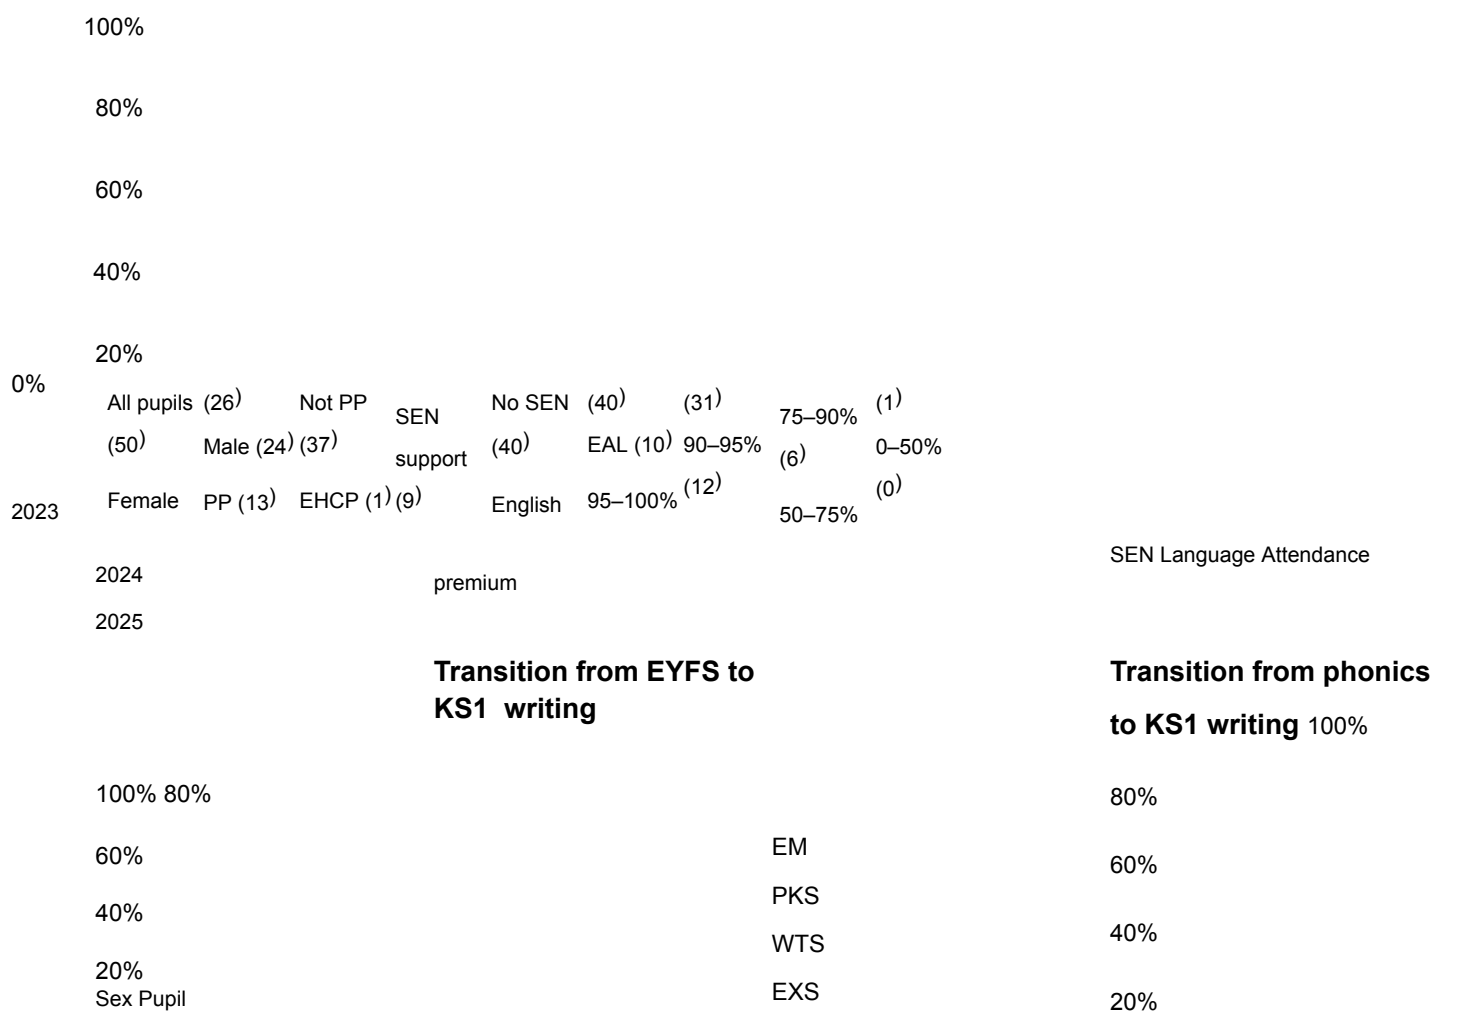 100%
80%
60%
40%
20%
0%
All pupils (26) Not PP SEN No SEN (40) (31) 75–90% (1)
(50) Male (24) (37) support (40) EAL (10) 90–95% (6) 0–50%
Female PP (13) EHCP (1) (9) English 95–100% (12) 50–75% (0)
2023
SEN Language Attendance
2024 premium
2025
Transition from EYFS to
KS1 writing
Transition from phonics
to KS1 writing 100%
100% 80%
80%
EM
60%
60%
PKS
40%
40%
WTS
20%
EXS
Sex Pupil
20%